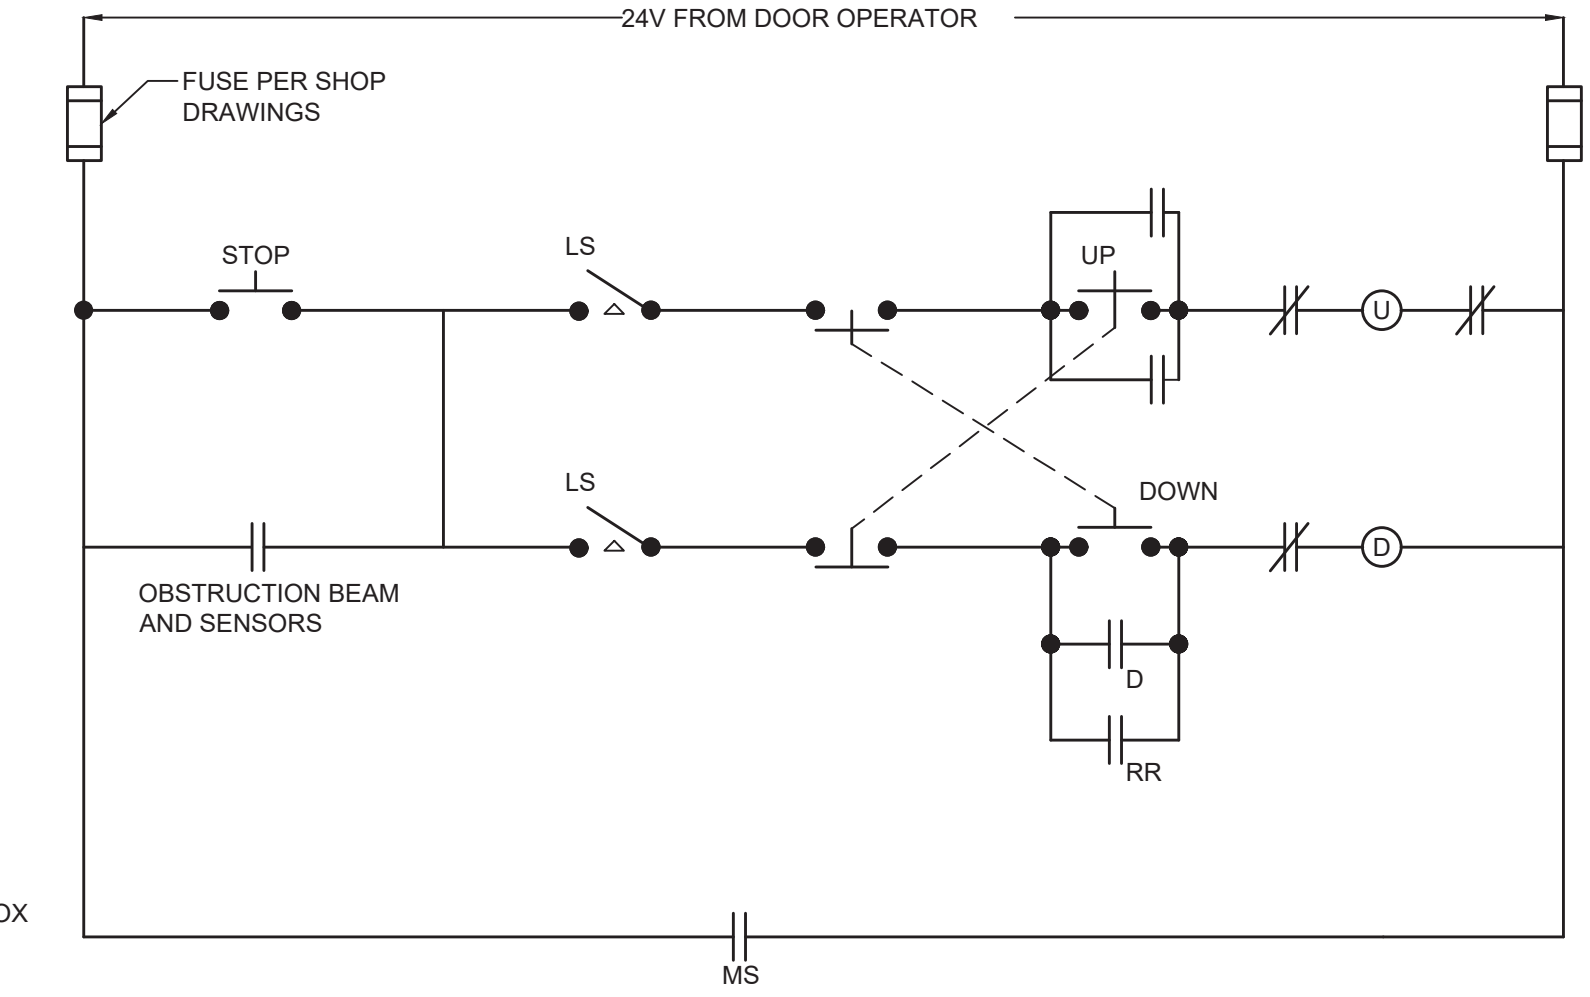 24V FROM DOOR OPERATOR
FUSE PER SHOP
DRAWINGS
STOP
LS
UP
U
LS
DOWN
D
OBSTRUCTION BEAM
AND SENSORS
D
RR
OX
MS